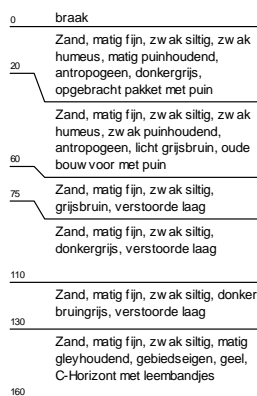 0 braak
Zand, matig fijn, zwak siltig, zwak
humeus, matig puinhoudend,
20 antropogeen, donkergrijs,
opgebracht pakket met puin
Zand, matig fijn, zwak siltig, zwak
humeus, zwak puinhoudend,
antropogeen, licht grijsbruin, oude
60 bouwvoor met puin
75 Zand, matig fijn, zwak siltig,
grijsbruin, verstoorde laag
Zand, matig fijn, zwak siltig,
donkergrijs, verstoorde laag
110
Zand, matig fijn, zwak siltig, donker
bruingrijs, verstoorde laag
130
Zand, matig fijn, zwak siltig, matig
gleyhoudend, gebiedseigen, geel,
C-Horizont met leembandjes
160